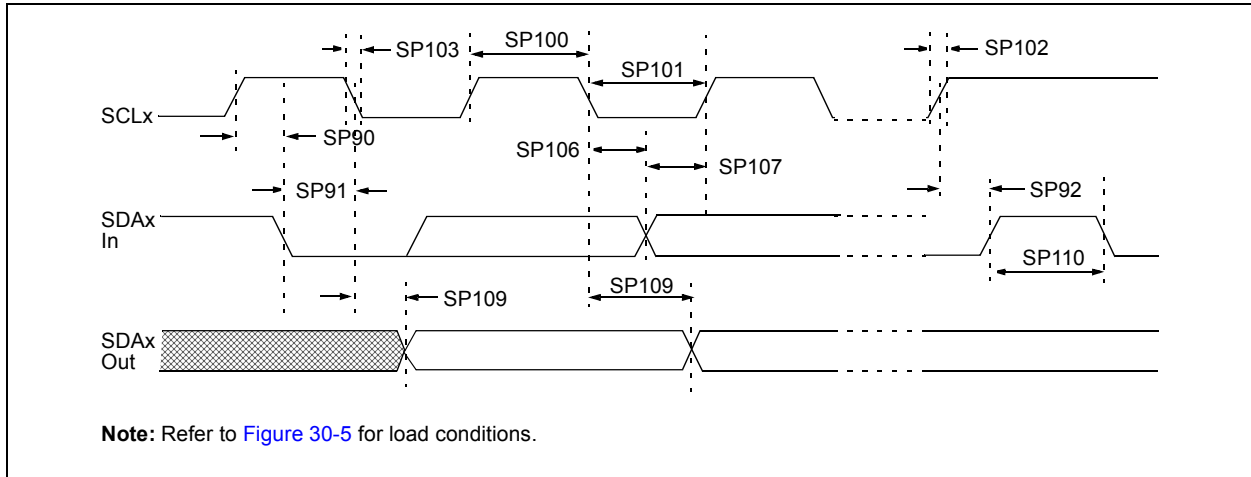 SP103
SP100
SP102
SP101
SCLx
SP90
SP106
SP107
SP91
SP92
SDAx
In
SP110
SP109
SP109
SDAx
Out
Note: Refer to Figure 30-5 for load conditions.